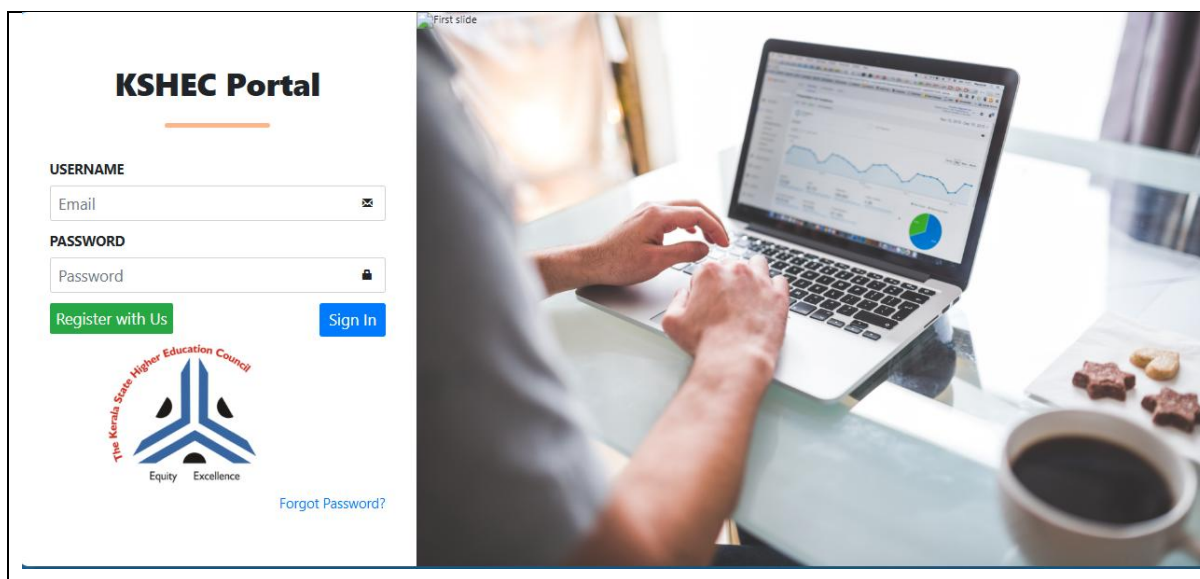 First slide
KSHEC Portal
USERNAME
Email
PASSWORD
Password
Register with Us
Sign In
The Kerala State Higher Education Council
Equity Excellence
Forgot Password?